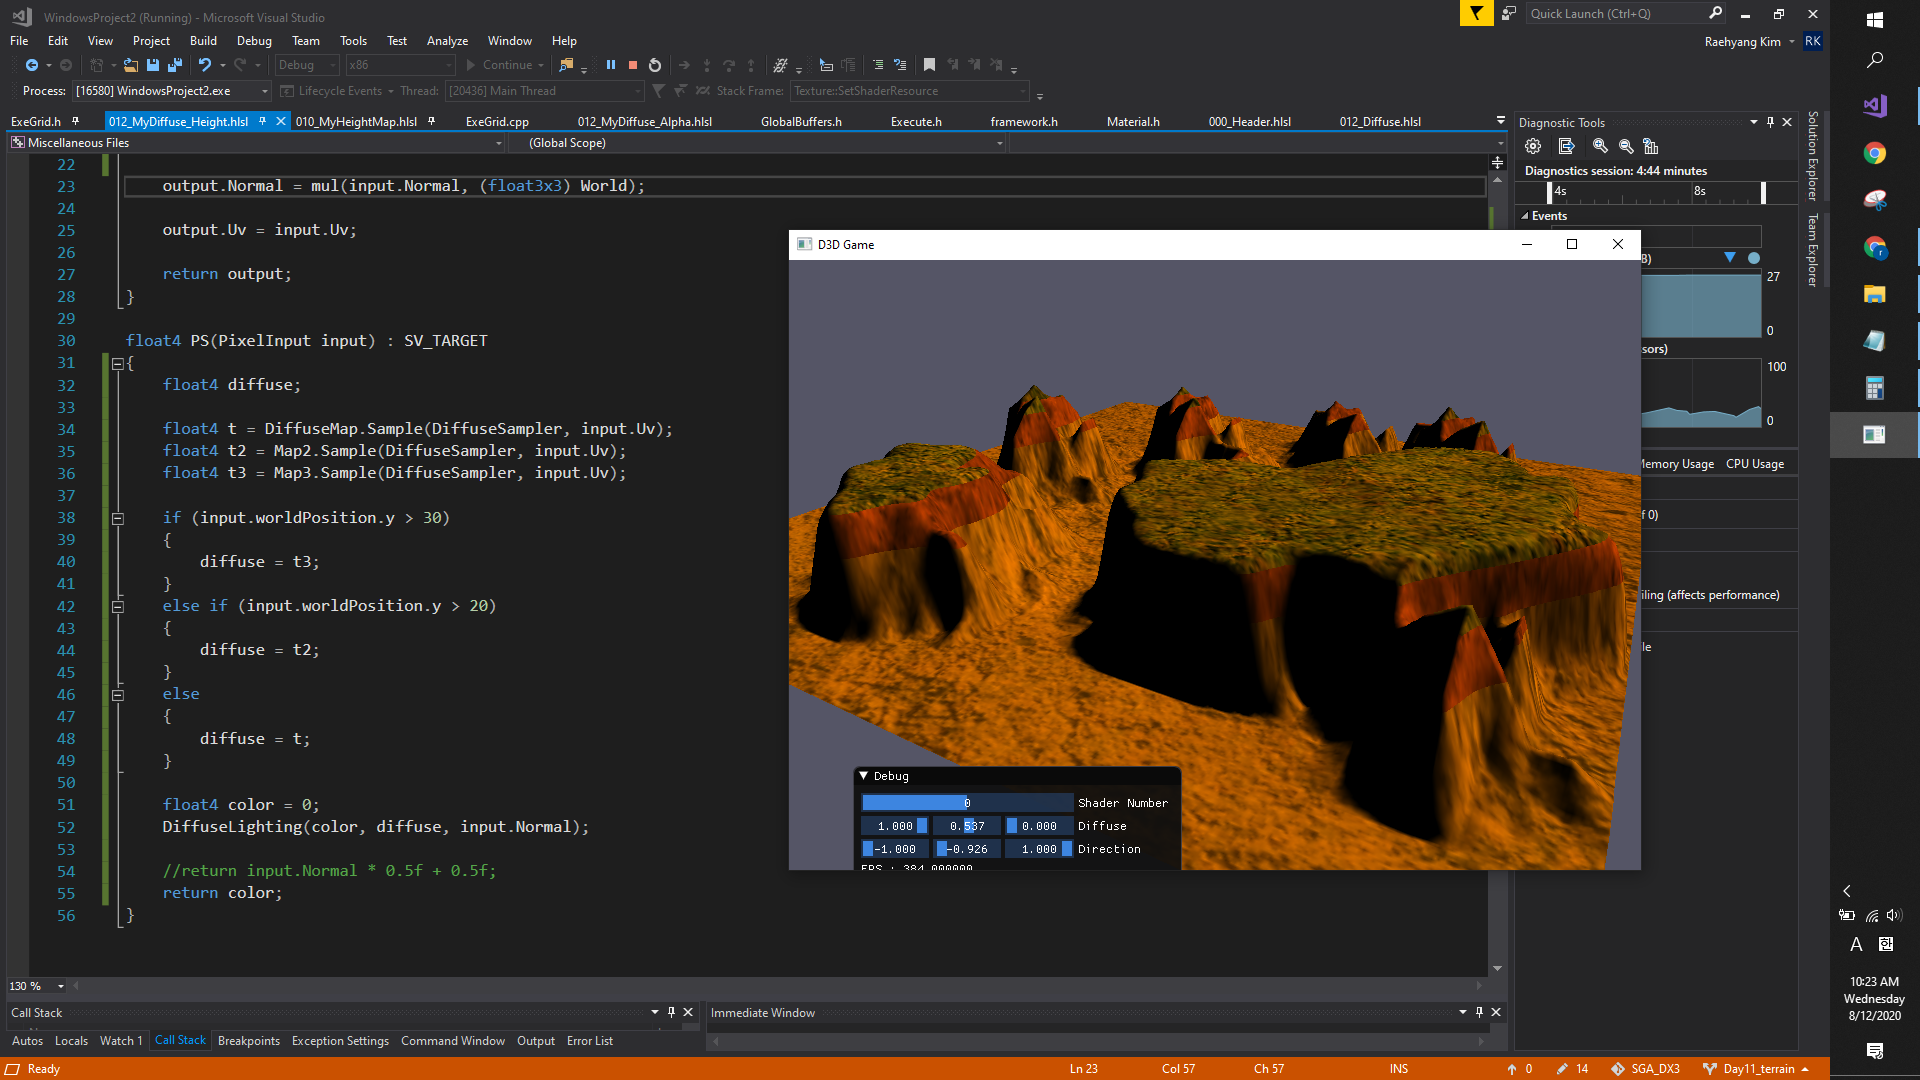 WindowsProject2 (Running) - Microsoft Visual Studio
Quick Launch (Ctrl+Q)
File Edit View Project Build Debug Team Tools Test Analyze Window Help
Raehyang Kim RK
Debug x86 Continue
Process: [16580] WindowsProject2.exe Lifecycle Events Thread: [20436] Main Thread Stack Frame: Texture::SetShaderResource
ExeGrid.h 012_MyDiffuse_Height.hlsl 010_MyHeightMap.hlsl ExeGrid.cpp 012_MyDiffuse_Alpha.hlsl GlobalBuffers.h Execute.h framework.h Material.h 000_Header.hlsl 012_Diffuse.hlsl
Miscellaneous Files (Global Scope)
22
23 output.Normal = mul(input.Normal, (float3x3) World);
24
25 output.Uv = input.Uv;
26
27 return output;
28 }
29
30 float4 PS(PixelInput input) : SV_TARGET
31 {
32 float4 diffuse;
33
34 float4 t = DiffuseMap.Sample(DiffuseSampler, input.Uv);
35 float4 t2 = Map2.Sample(DiffuseSampler, input.Uv);
36 float4 t3 = Map3.Sample(DiffuseSampler, input.Uv);
37
38 if (input.worldPosition.y > 30)
39 {
40 diffuse = t3;
41 }
42 else if (input.worldPosition.y > 20)
43 {
44 diffuse = t2;
45 }
46 else
47 {
48 diffuse = t;
49 }
50
51 float4 color = 0;
52 DiffuseLighting(color, diffuse, input.Normal);
53
54 //return input.Normal * 0.5f + 0.5f;
55 return color;
56 }
130 %
D3D Game
Debug
0 Shader Number
1.000 0.537 0.000 Diffuse
-1.000 -0.926 1.000 Direction
FPS : 384.000000
Diagnostic Tools
Diagnostics session: 4:44 minutes
4s 8s
Events
B)
27
0
sors)
100
0
Memory Usage CPU Usage
f 0)
iling (affects performance)
le
Solution Explorer
Team Explorer
Call Stack
Immediate Window
Autos Locals Watch 1 Call Stack Breakpoints Exception Settings Command Window Output Error List
Ready Ln 23 Col 57 Ch 57 INS 0 14 SGA_DX3 Day11_terrain
A 한
10:23 AM
Wednesday
8/12/2020